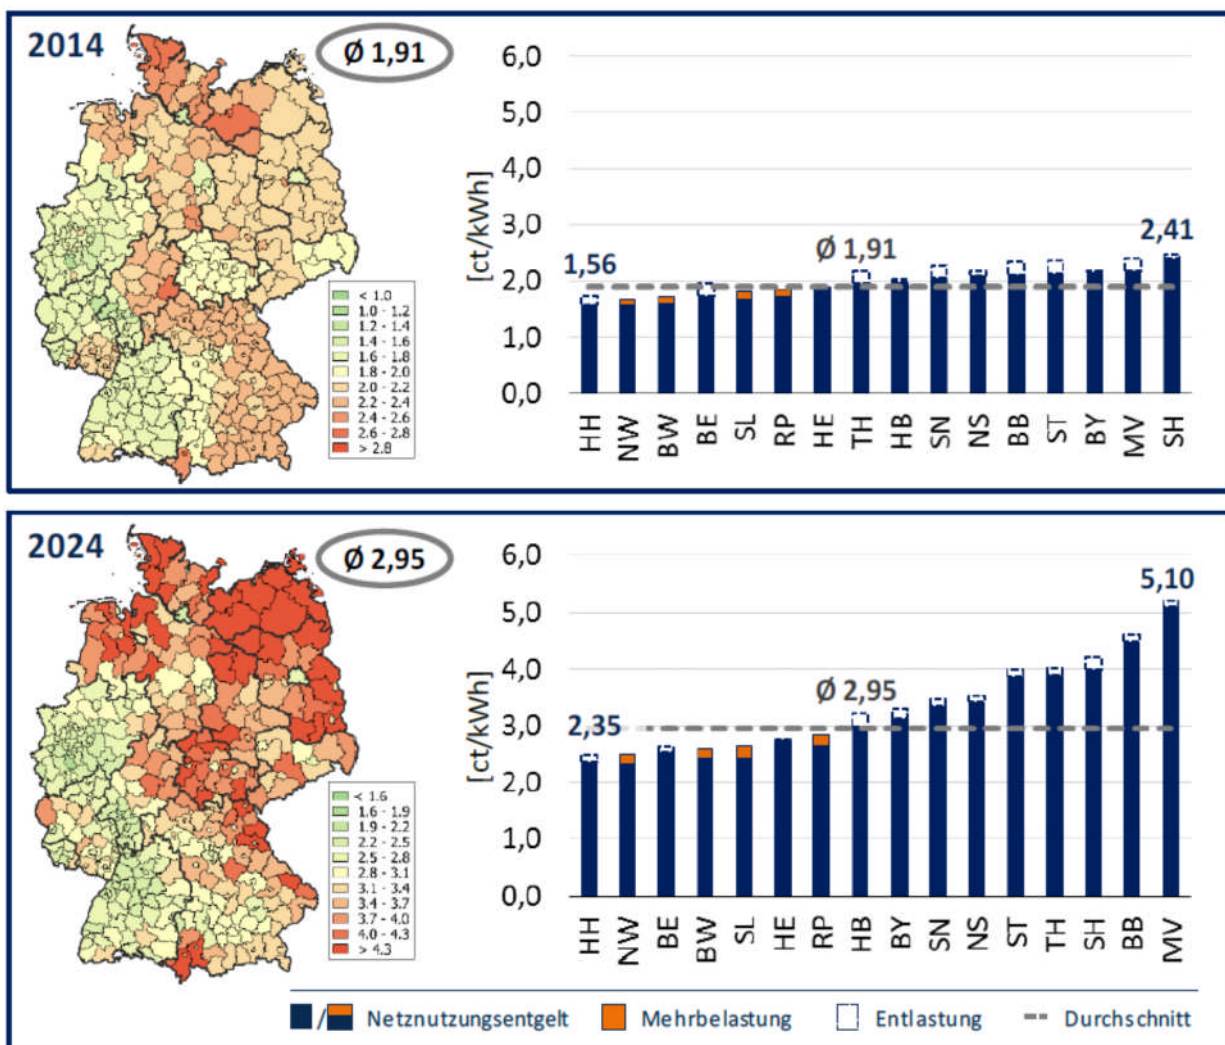 2014
Ø 1,91
< 1.0
1.0 - 1.2
1.2 - 1.4
1.4 - 1.6
1.6 - 1.8
1.8 - 2.0
2.0 - 2.2
2.2 - 2.4
2.4 - 2.6
2.6 - 2.8
> 2.8
[ct/kWh]
6,0
5,0
4,0
3,0
2,0
1,0
0,0
1,56
Ø 1,91
2,41
HH NW BW BE SL RP HE TH HB SN NS BB ST BY MV SH
2024
Ø 2,95
< 1.6
1.6 - 1.9
1.9 - 2.2
2.2 - 2.5
2.5 - 2.8
2.8 - 3.1
3.1 - 3.4
3.4 - 3.7
3.7 - 4.0
4.0 - 4.3
> 4.3
[ct/kWh]
6,0
5,0
4,0
3,0
2,0
1,0
0,0
2,35
Ø 2,95
5,10
HH NW BE BW SL HE RP HB BY SN NS ST TH SH BB MV
/ Netznutzungsentgelt Mehrbelastung Entlastung Durchschnitt